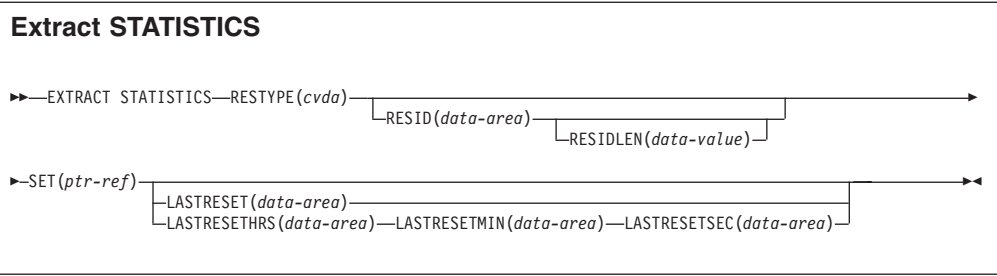 Extract STATISTICS
EXTRACT STATISTICS RESTYPE(cvda)
RESID(data-area)
RESIDLEN(data-value)
SET(ptr-ref)
LASTRESET(data-area)
LASTRESETHRS(data-area) LASTRESETMIN(data-area) LASTRESETSEC(data-area)